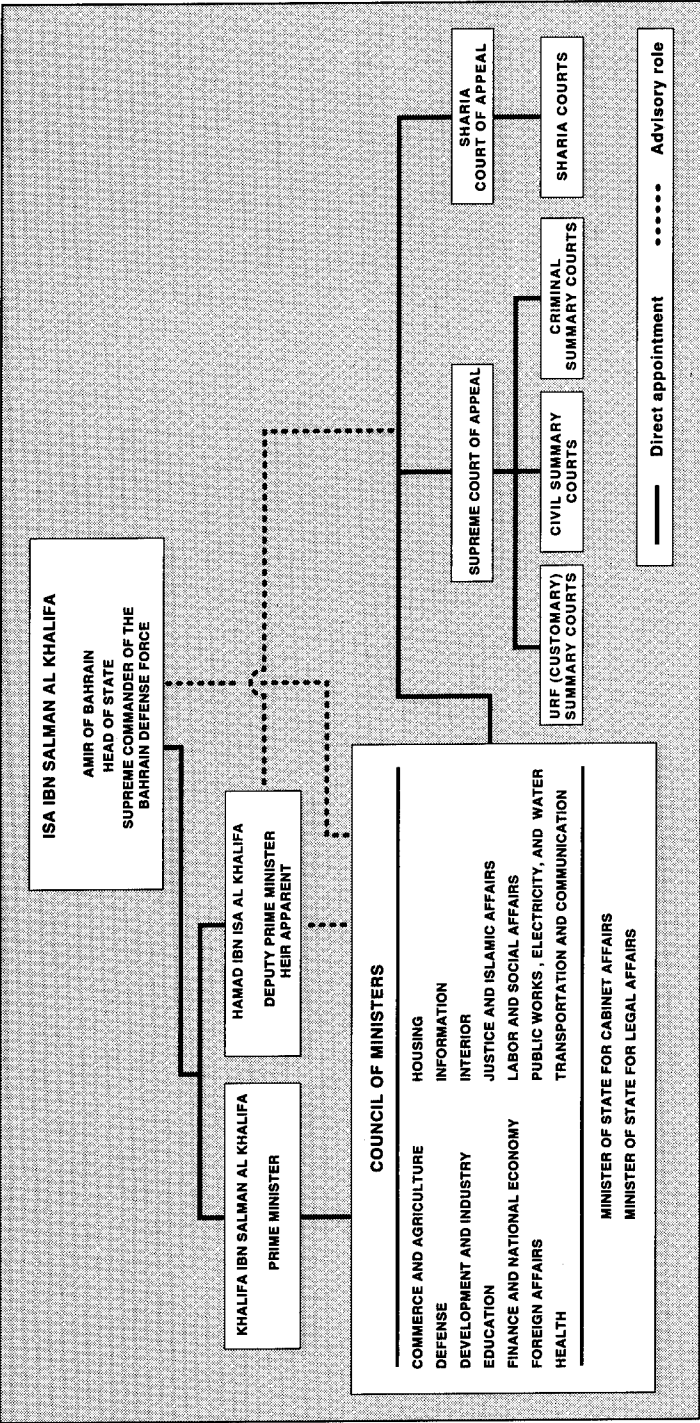 ISA IBN SALMAN AL KHALIFA
AMIR OF BAHRAIN
HEAD OF STATE
SUPREME COMMANDER OF THE
BAHRAIN DEFENSE FORCE
KHALIFA IBN SALMAN AL KHALIFA
PRIME MINISTER
HAMAD IBN ISA AL KHALIFA
DEPUTY PRIME MINISTER
HEIR APPARENT
COUNCIL OF MINISTERS
COMMERCE AND AGRICULTURE
DEFENSE
DEVELOPMENT AND INDUSTRY
EDUCATION
FINANCE AND NATIONAL ECONOMY
FOREIGN AFFAIRS
HEALTH
HOUSING
INFORMATION
INTERIOR
JUSTICE AND ISLAMIC AFFAIRS
LABOR AND SOCIAL AFFAIRS
PUBLIC WORKS, ELECTRICITY, AND WATER
TRANSPORTATION AND COMMUNICATION
MINISTER OF STATE FOR CABINET AFFAIRS
MINISTER OF STATE FOR LEGAL AFFAIRS
SUPREME COURT OF APPEAL
SHARIA
COURT OF APPEAL
URF (CUSTOMARY)
SUMMARY COURTS
CIVIL SUMMARY
COURTS
CRIMINAL
SUMMARY COURTS
SHARIA COURTS
Direct appointment
Advisory role